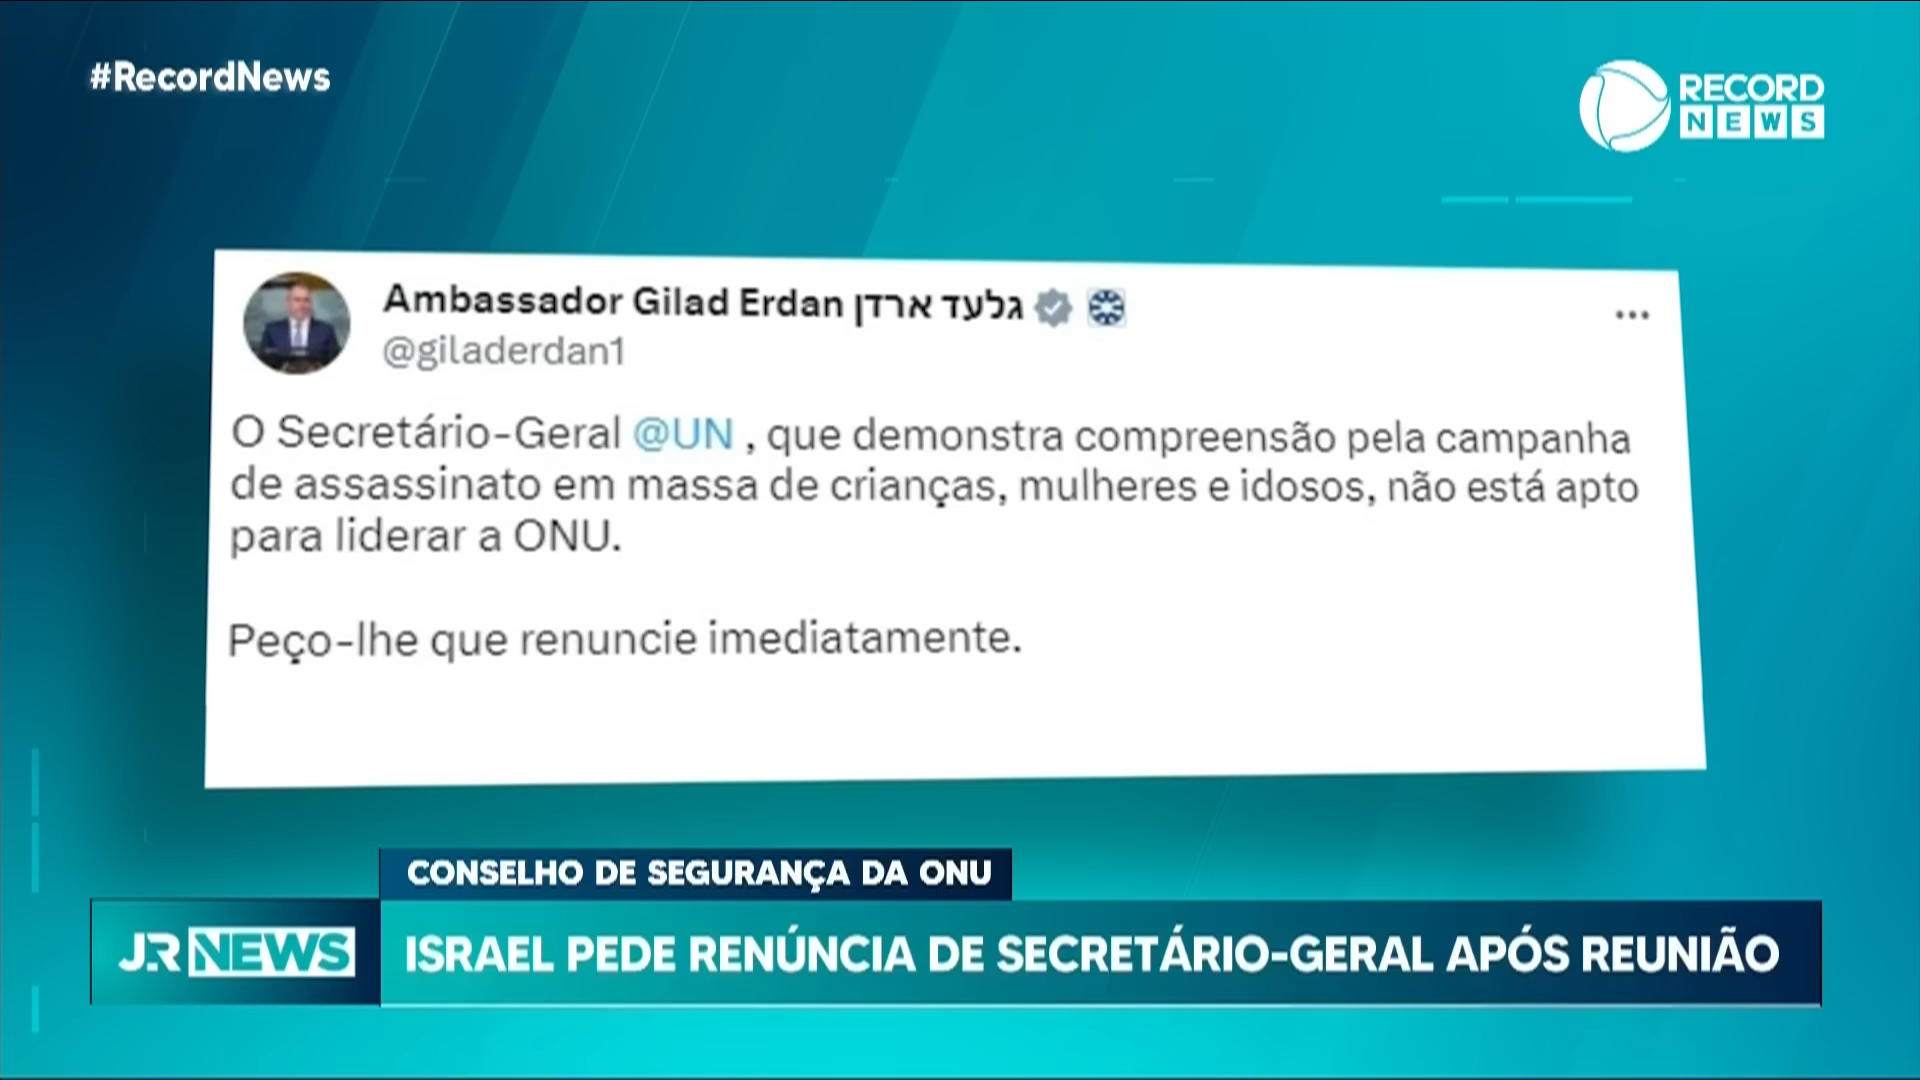 #RecordNews
RECORD
NEWS
Ambassador Gilad Erdan גלעד ארדן
@giladerdan1
O Secretário-Geral @UN , que demonstra compreensão pela campanha
de assassinato em massa de crianças, mulheres e idosos, não está apto
para liderar a ONU.
Peço-lhe que renuncie imediatamente.
CONSELHO DE SEGURANÇA DA ONU
JR NEWS
ISRAEL PEDE RENÚNCIA DE SECRETÁRIO-GERAL APÓS REUNIÃO